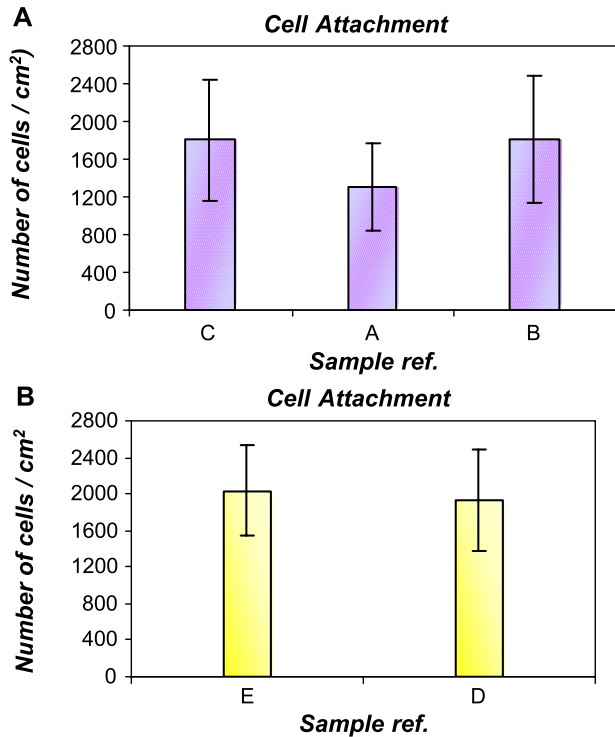 A
Cell Attachment
Number of cells / cm²)
2800
2400
2000
1600
1200
800
400
0
C A B
Sample ref.
B
Cell Attachment
Number of cells / cm²
2800
2400
2000
1600
1200
800
400
0
E D
Sample ref.